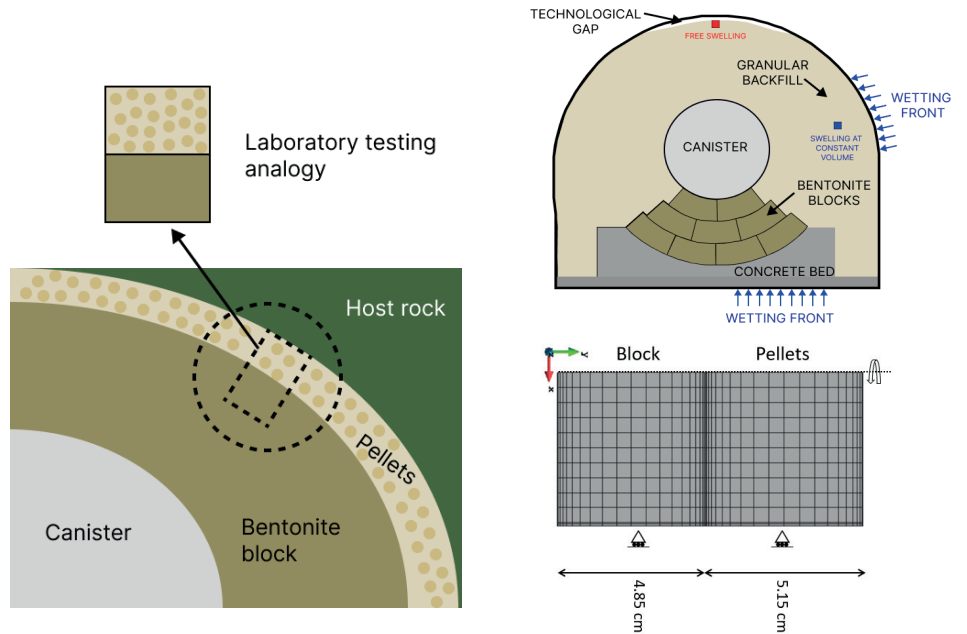 Laboratory testing
analogy
Host rock
Pellets
Canister
Bentonite
block
TECHNOLOGICAL
GAP
FREE SWELLING
GRANULAR
BACKFILL
WETTING
FRONT
CANISTER
SWELLING AT
CONSTANT
VOLUME
BENTONITE
BLOCKS
CONCRETE BED
WETTING FRONT
y
x
Block
Pellets
4.85 cm
5.15 cm